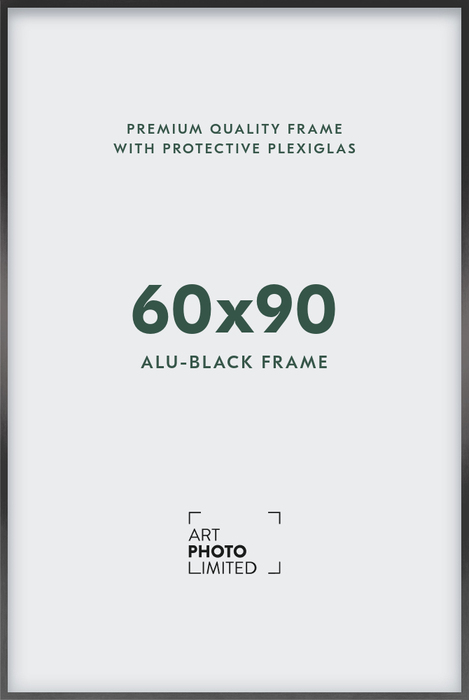 PREMIUM QUALITY FRAME
WITH PROTECTIVE PLEXIGLAS
60x90
ALU-BLACK FRAME
ART
PHOTO
LIMITED